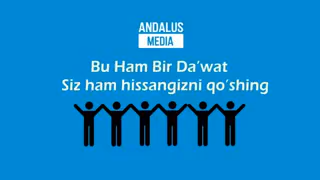 ANDALUS
MEDIA
Bu Ham Bir Da'wat
Siz ham hissangizni qo'shing